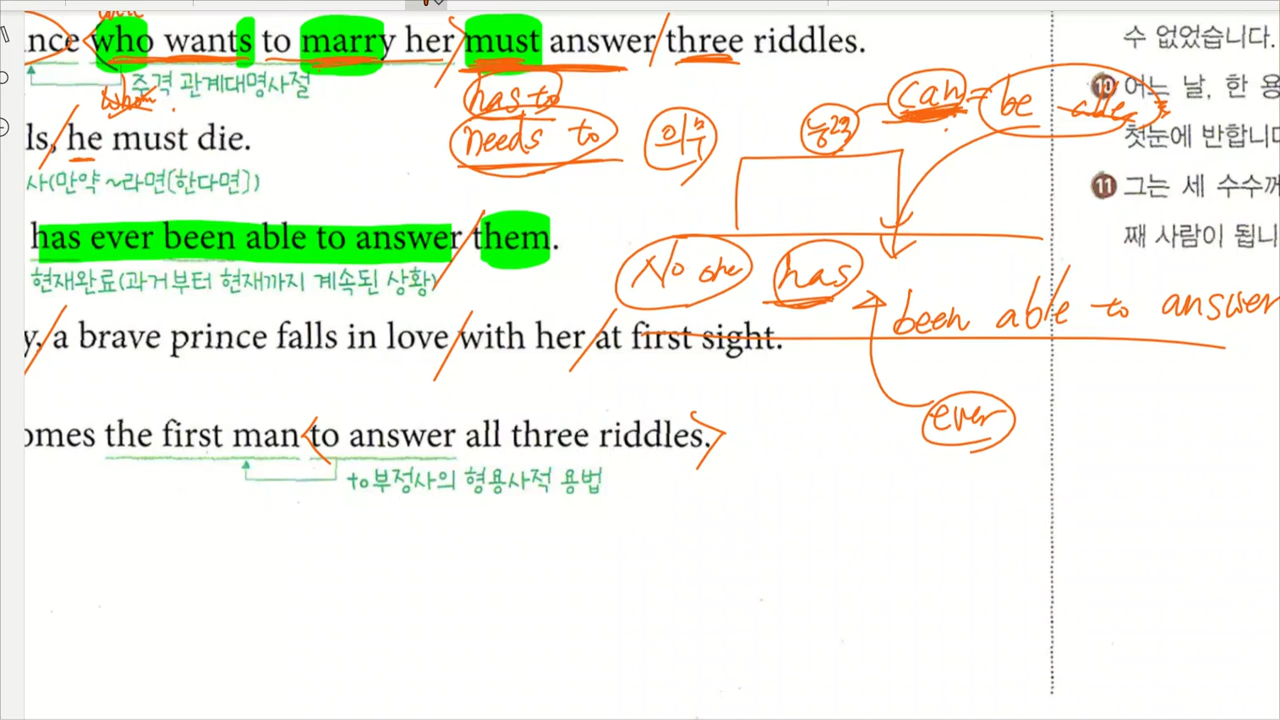 nce who wants to marry her must answer three riddles.
주격 관계대명사절
has to
needs to
의무
능력
can = be able
ls, he must die.
사(만약 ~라면[한다면])
has ever been able to answer them.
현재완료(과거부터 현재까지 계속된 상황)
No one has
been able to answer
ever
y, a brave prince falls in love with her at first sight.
omes the first man to answer all three riddles.
to부정사의 형용사적 용법
수 없었습니다.
10 어느 날, 한 용
첫눈에 반합니다
11 그는 세 수수께
째 사람이 됩니